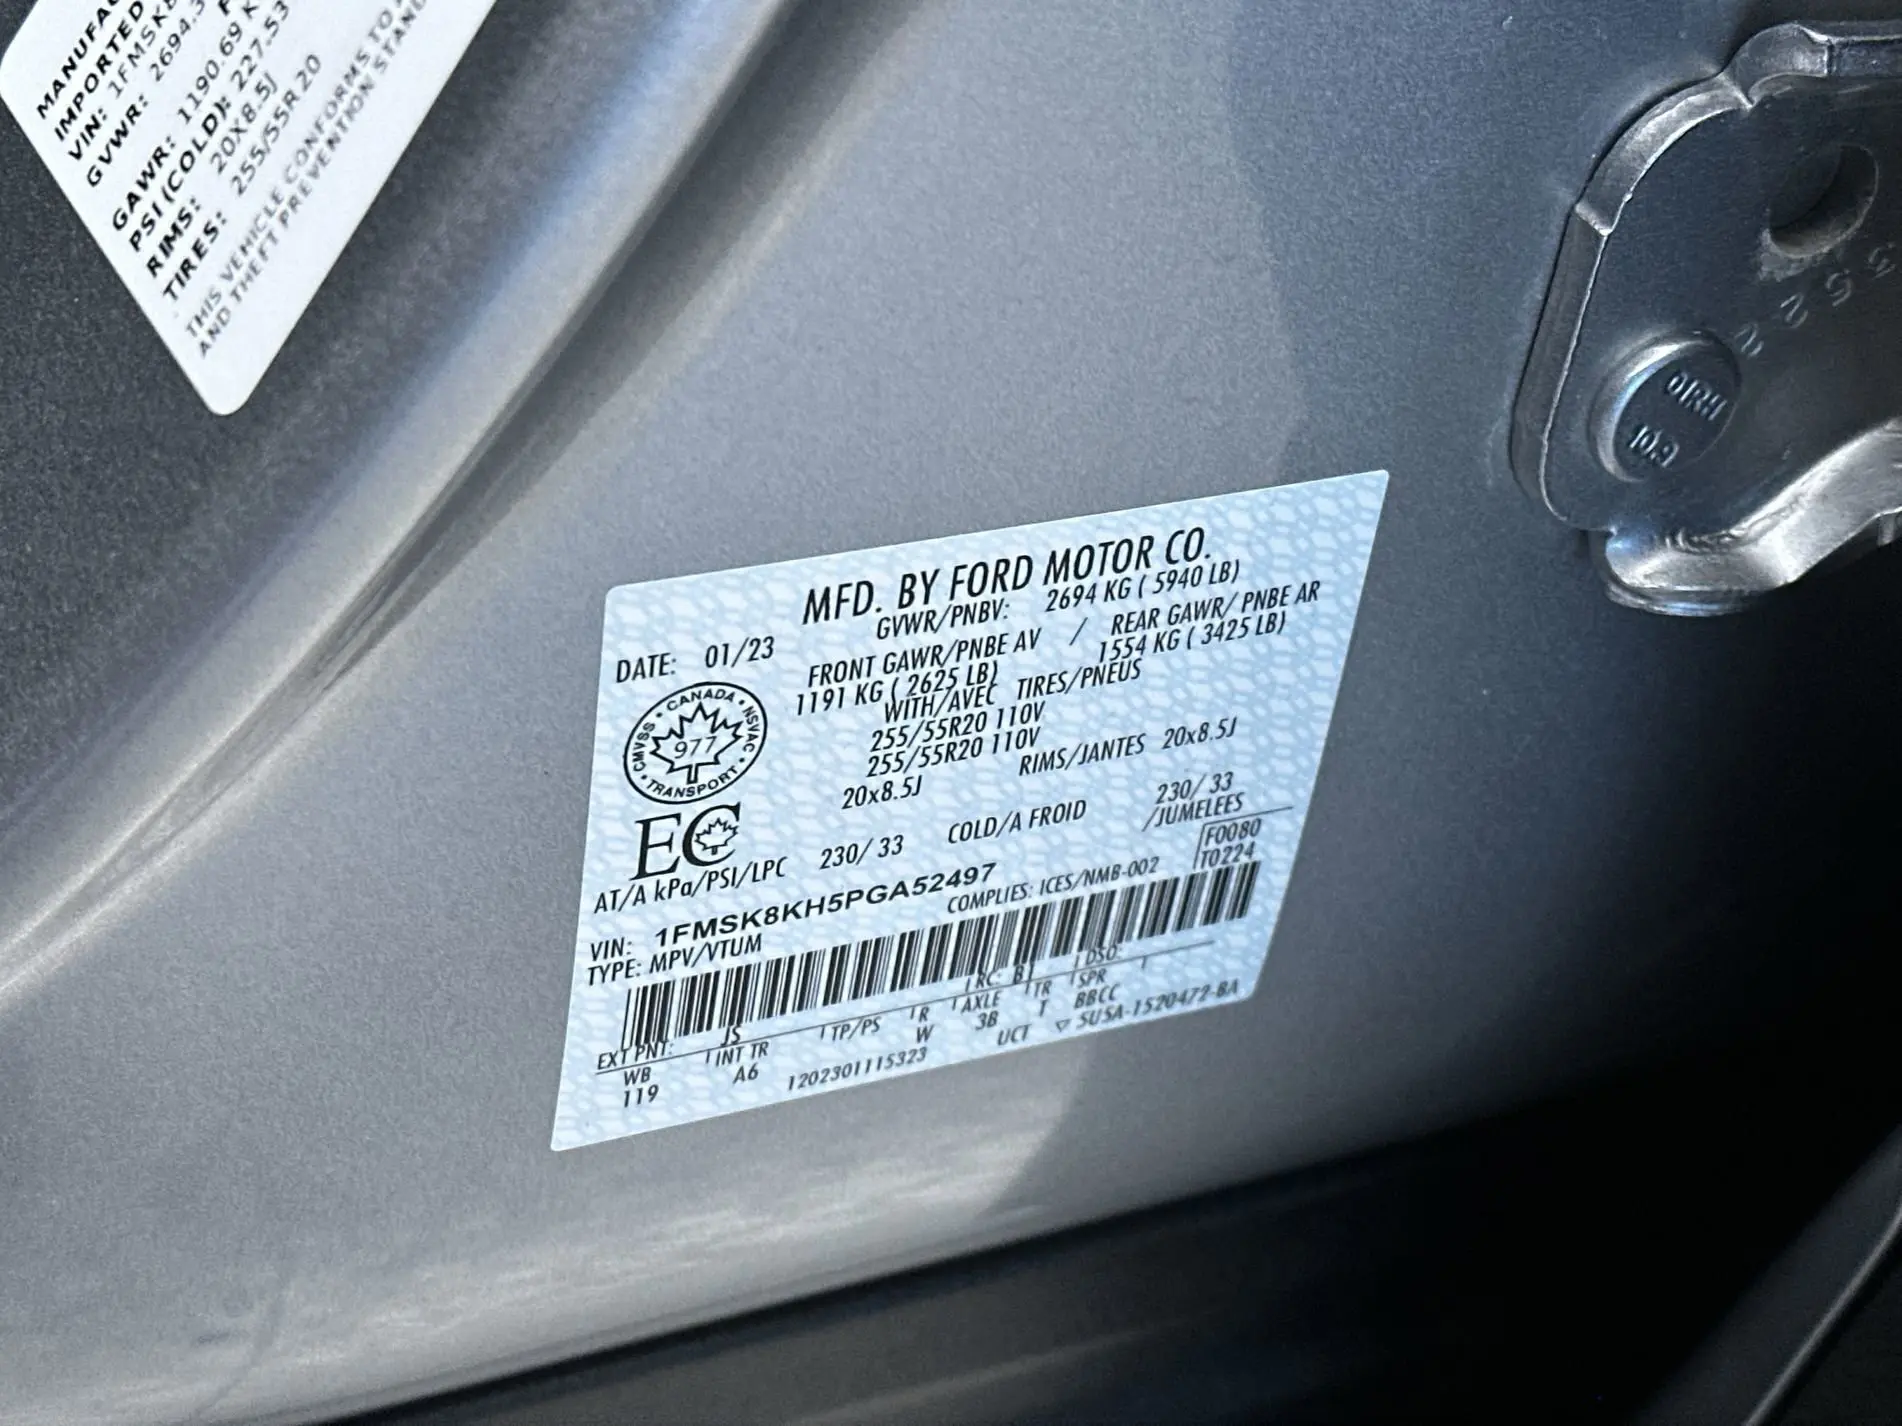 MANUFAC
IMPORTED
VIN: 1FMSK8
GVWR: 2694.3
GAWR: 1190.69 K
PSI (COLD): 227.53
RIMS: 20X8.5J
TIRES: 255/55R 20
THIS VEHICLE CONFORMS TO A
AND THEFT PREVENTION STAN
OIRH
10.9
MFD. BY FORD MOTOR CO.
GVWR/PNBV: 2694 KG ( 5940 LB)
DATE: 01/23
FRONT GAWR/PNBE AV / REAR GAWR/ PNBE AR
1191 KG ( 2625 LB) 1554 KG ( 3425 LB)
WITH/AVEC TIRES/PNEUS
255/55R20 110V
255/55R20 110V
20x8.5J RIMS/JANTES 20x8.5J
CMVSS • CANADA • NSVAC • TRANSPORT •
977
EC
AT/A kPa/PSI/LPC 230/ 33 COLD/A FROID 230/ 33
/JUMELEES
F0080
T0224
VIN: 1FMSK8KH5PGA52497
COMPLIES: ICES/NMB-002
TYPE: MPV/VTUM
EXT PNT: JS RC: B1 DSO:
WB INT TR TP/PS R AXLE TR SPR
119 A6 W 3B T BBCC
1202301115323 UCT ▽ 5USA-1520472-BA